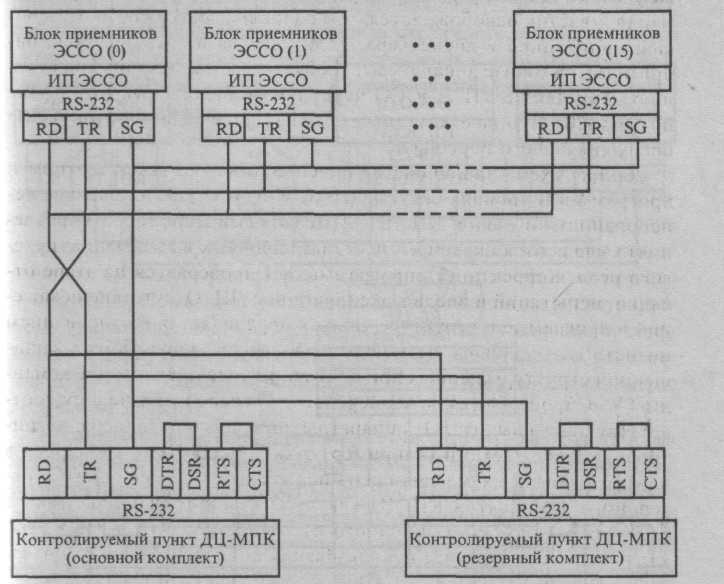 Блок приемников
ЭССО (0)
ИП ЭССО
RS-232
RD TR SG
Блок приемников
ЭССО (1)
ИП ЭССО
RS-232
RD TR SG
Блок приемников
ЭССО (15)
ИП ЭССО
RS-232
RD TR SG
RD TR SG DTR DSR RTS CTS
RS-232
Контролируемый пункт ДЦ-МПК
(основной комплект)
RD TR SG DTR DSR RTS CTS
RS-232
Контролируемый пункт ДЦ-МПК
(резервный комплект)